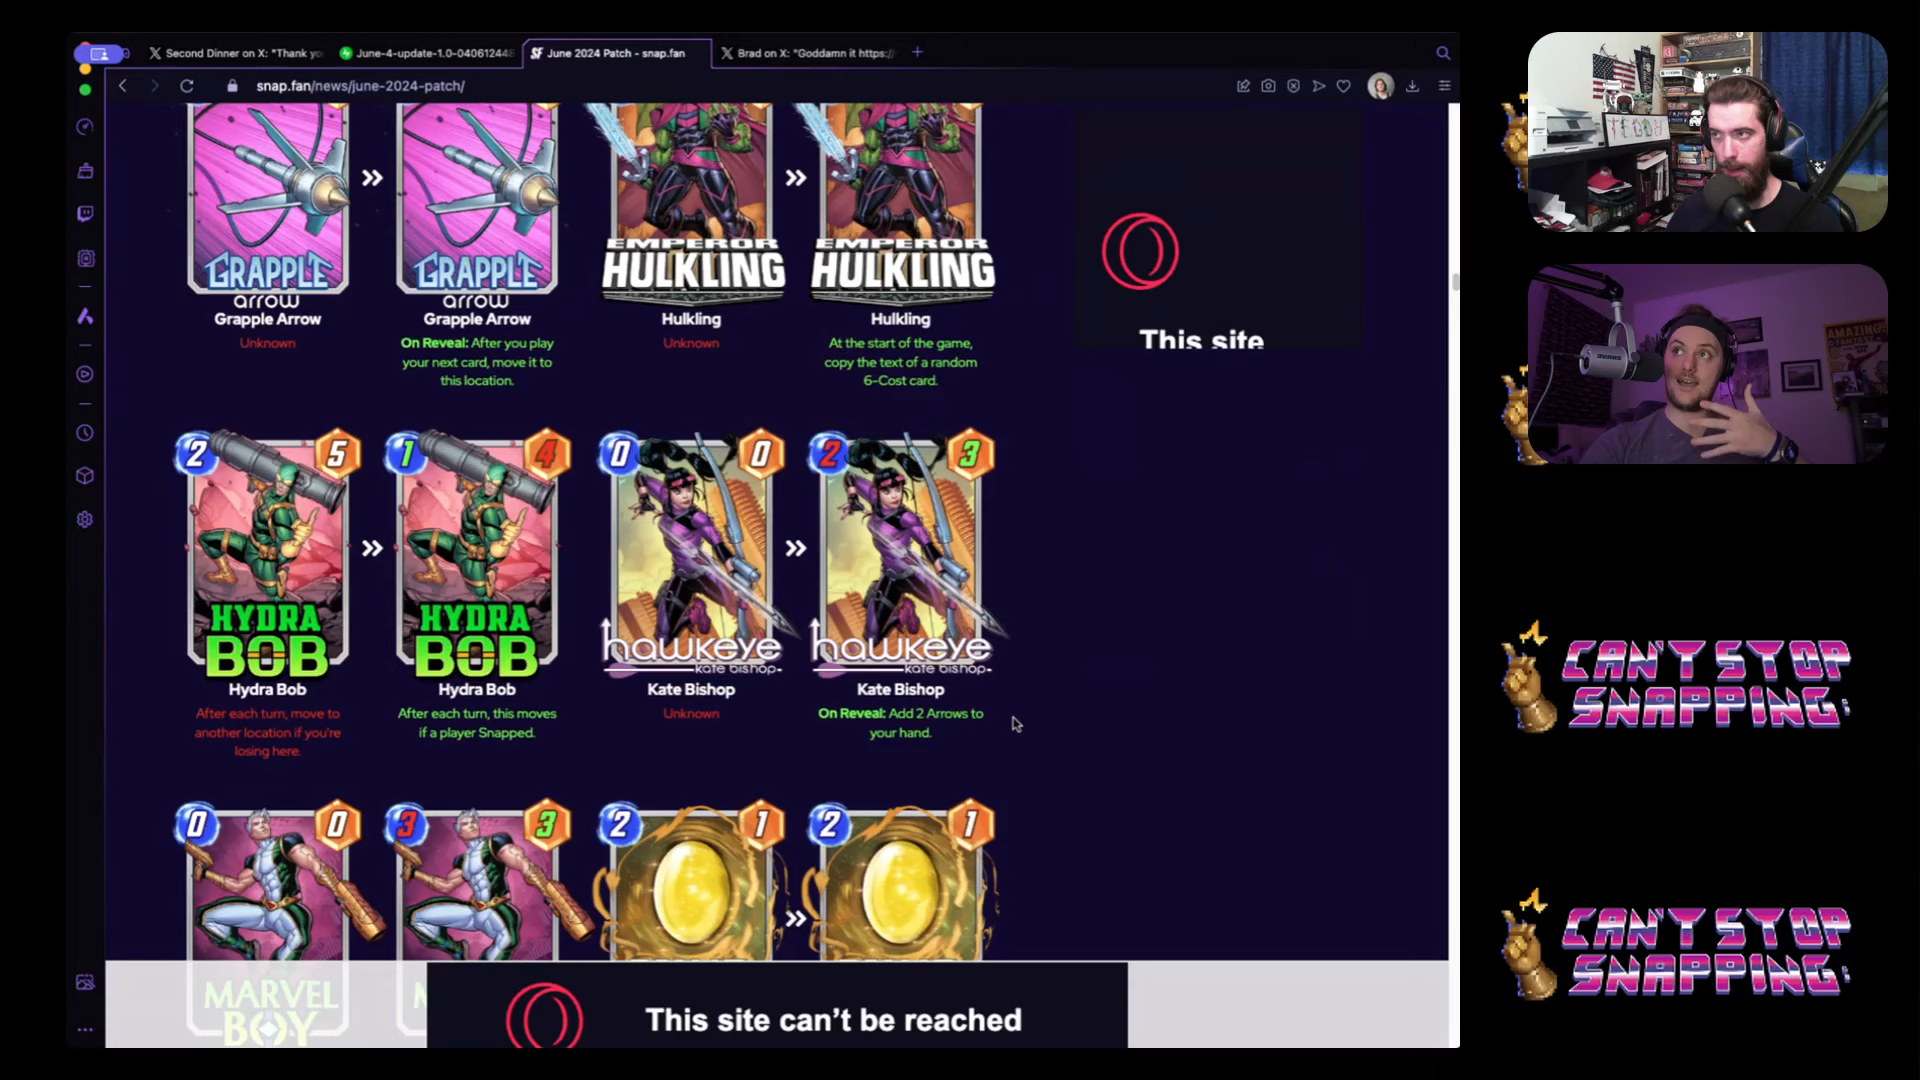 Second Dinner on X: "Thank yo
June-4-update-1.0-040612448
June 2024 Patch - snap.fan
Brad on X: "Goddamn it https:/
snap.fan/news/june-2024-patch/
GRAPPLE
arrow
GRAPPLE
arrow
EMPEROR
HULKLING
EMPEROR
HULKLING
Grapple Arrow
Unknown
Grapple Arrow
On Reveal: After you play
your next card, move it to
this location.
Hulkling
Unknown
Hulkling
At the start of the game,
copy the text of a random
6-Cost card.
This site
2 5
1 4
0 0
2 3
HYDRA
BOB
HYDRA
BOB
hawkeye
kate bishop
hawkeye
kate bishop
Hydra Bob
After each turn, move to
another location if you're
losing here.
Hydra Bob
After each turn, this moves
if a player Snapped.
Kate Bishop
Unknown
Kate Bishop
On Reveal: Add 2 Arrows to
your hand.
0 0
3 3
2 1
2 1
MARVEL
BOY
This site can't be reached
CAN'T STOP
SNAPPING:
CAN'T STOP
SNAPPING: